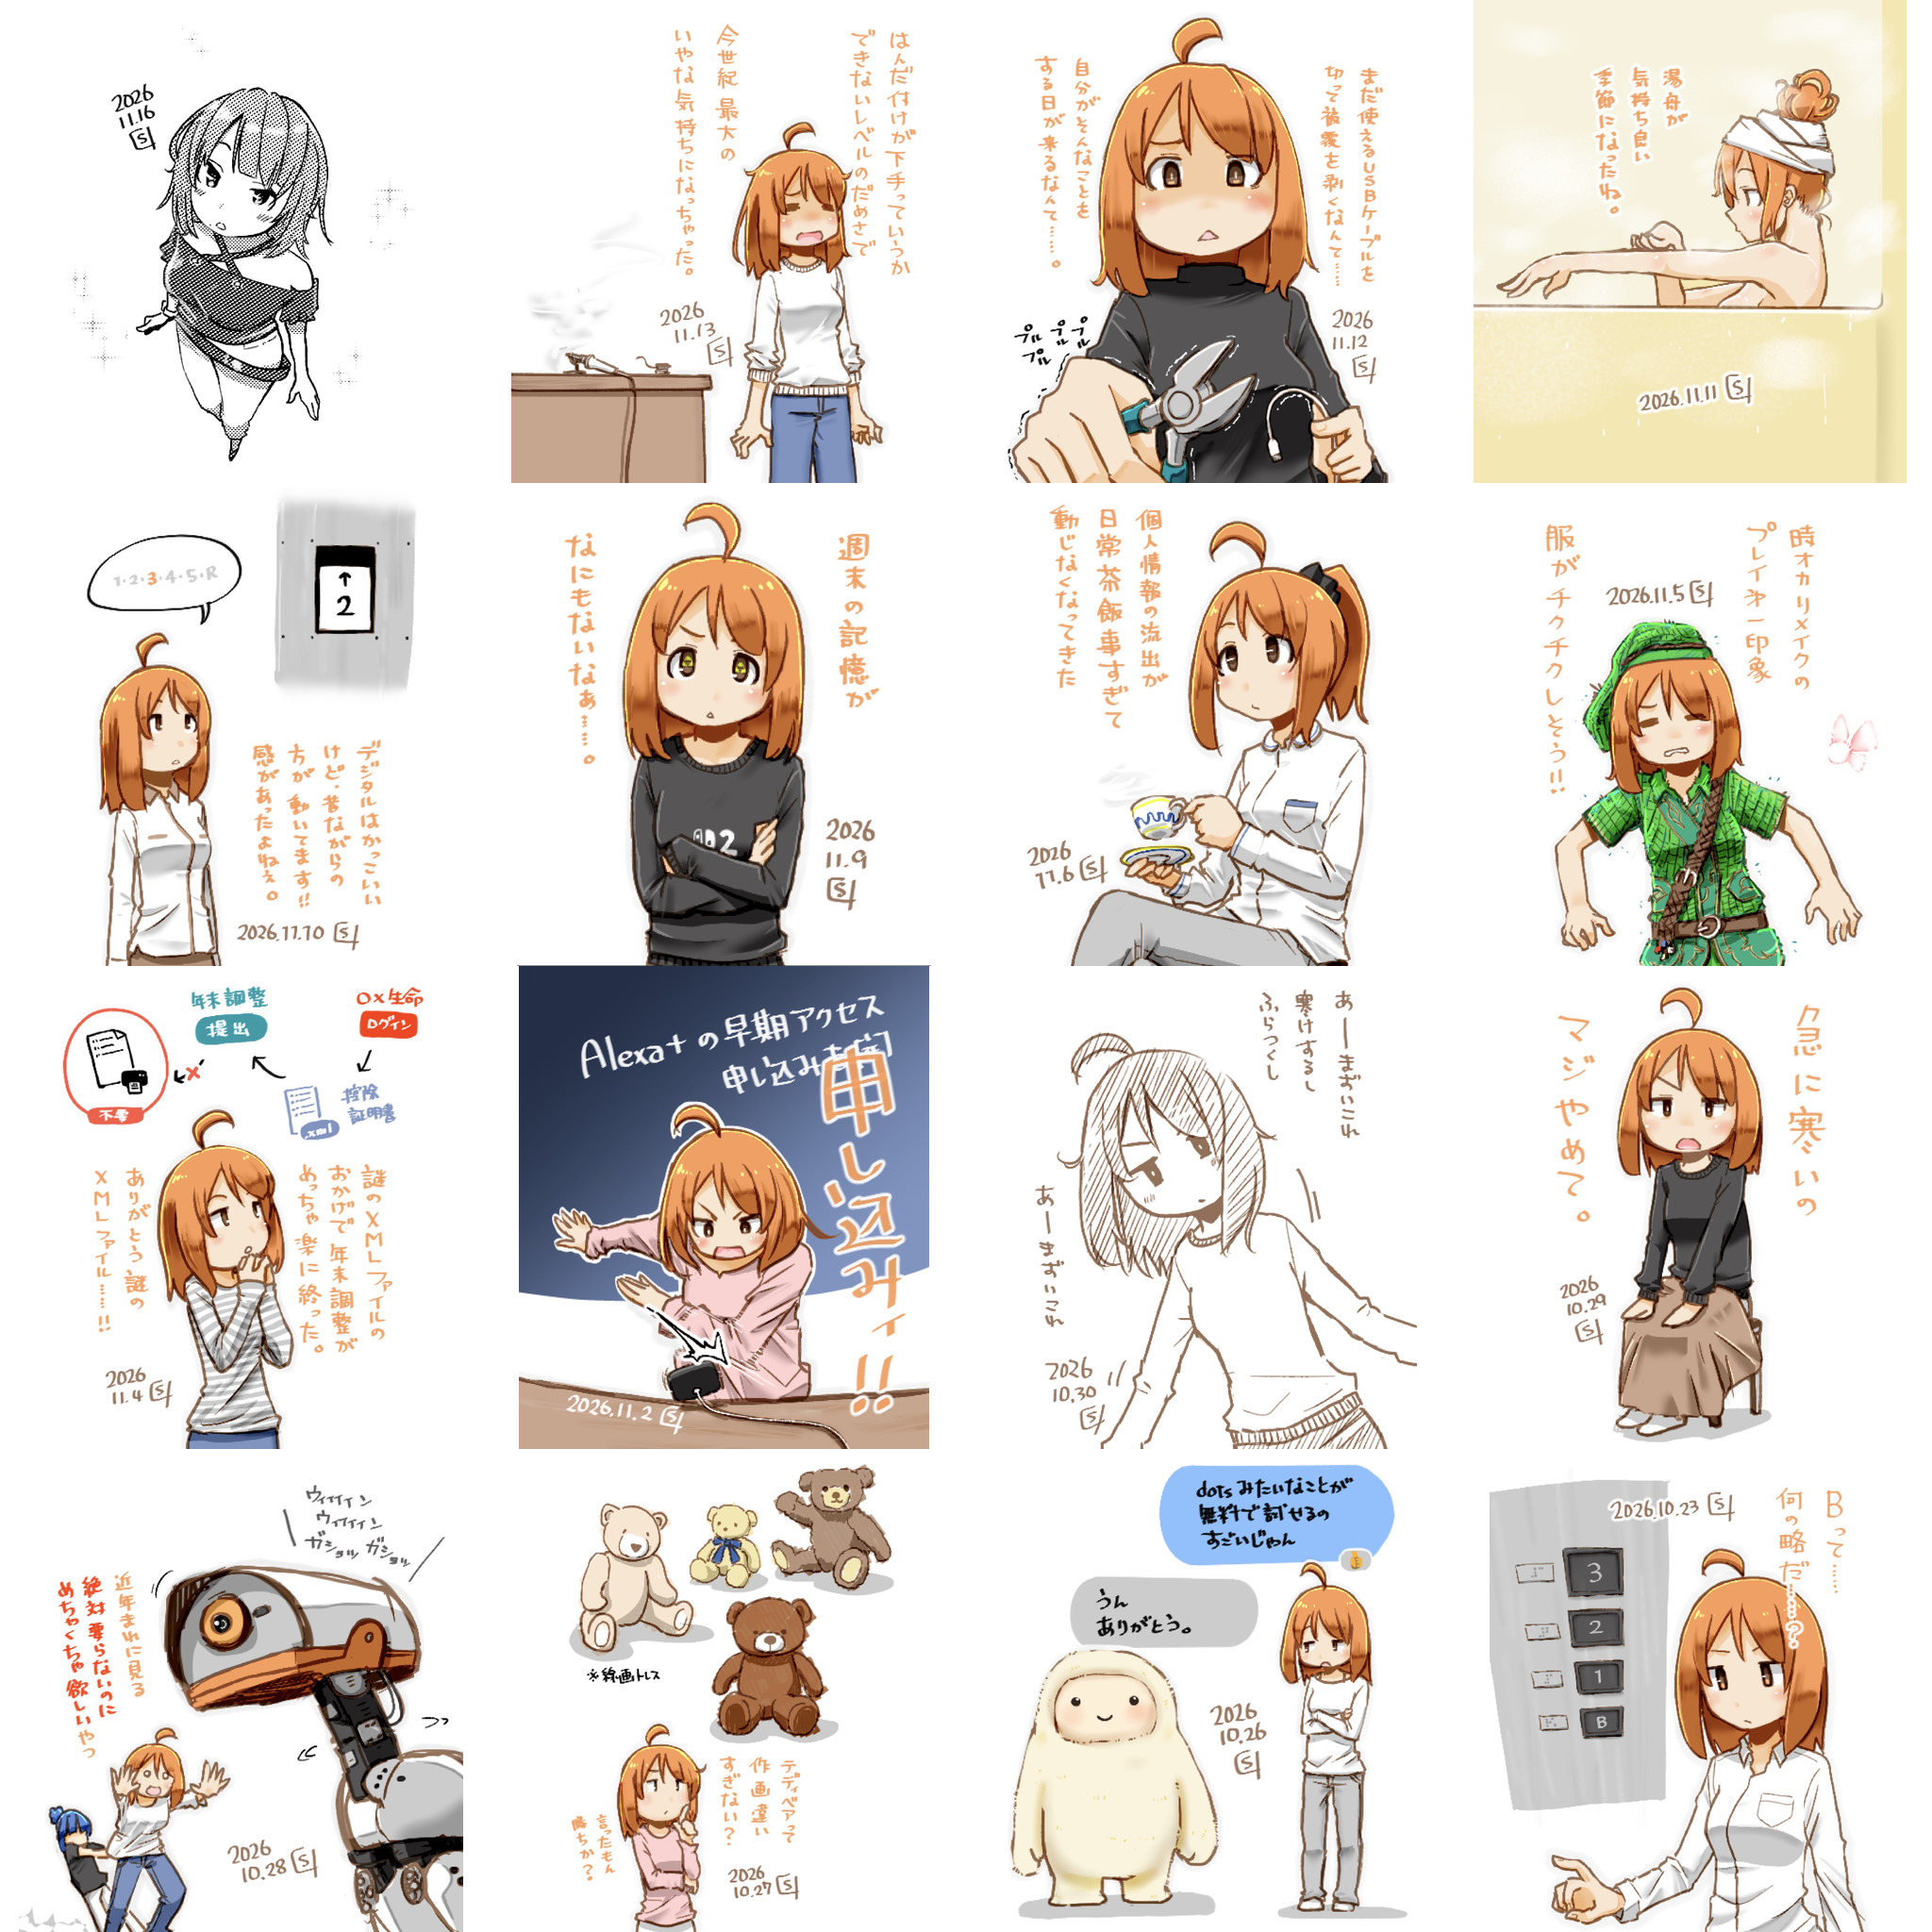 2026
11.16
はんだ付けが下手っていうか
できないレベルのだめさで
今世紀最大の
いやな気持ちになっちゃった。
2026
11.13
まだ使えるUSBケーブルを
切って装覆を剥くなんて……
自分がそんなことを
する日が来るなんて……。
プルプルプル
プルプル
2026
11.12
湯舟が
気持ち良い
季節になったね。
2026.11.11
1・2・3・4・5・R
↑
2
デジタルはかっこいい
けど、昔ながらの
方が動いてます!!
感があったよねぇ。
2026.11.10
週末の記憶が
なにもないなぁ……。
2026
11.9
個人情報の流出が
日常茶飯事すぎて
動じなくなってきた
2026
11.6
時オカリメイクの
プレイ第一印象
服がチクチクしそう!!
2026.11.5
年末調整
提出
〇×生命
ログイン
不要
控除
証明書
.xml
謎のXMLファイルの
おかげで年末調整が
めっちゃ楽に終った。
ありがとう謎の
XMLファイル……!!
2026
11.4
Alexa+の早期アクセス
申し込みますか
申し込みィ!!
2026.11.2
あーまずいこれ
寒けするし
ふらつくし
あーまずいこれ
2026
10.30
急に寒いの
マジやめて。
2026
10.29
ウィイイイン
ウィイイイン
ガショッ ガショッ
近年まれに見る
絶対要らないのに
めちゃくちゃ欲しいやつ
2026
10.28
※線画トレス
テディベアって
作画違い
すぎない?
言ったもん
勝ちか?
2026
10.27
dotsみたいなことが
無料で試せるの
すごいじゃん
うん
ありがとう。
2026
10.26
2026.10.23
Bって……
何の略だ……?
3
2
1
B